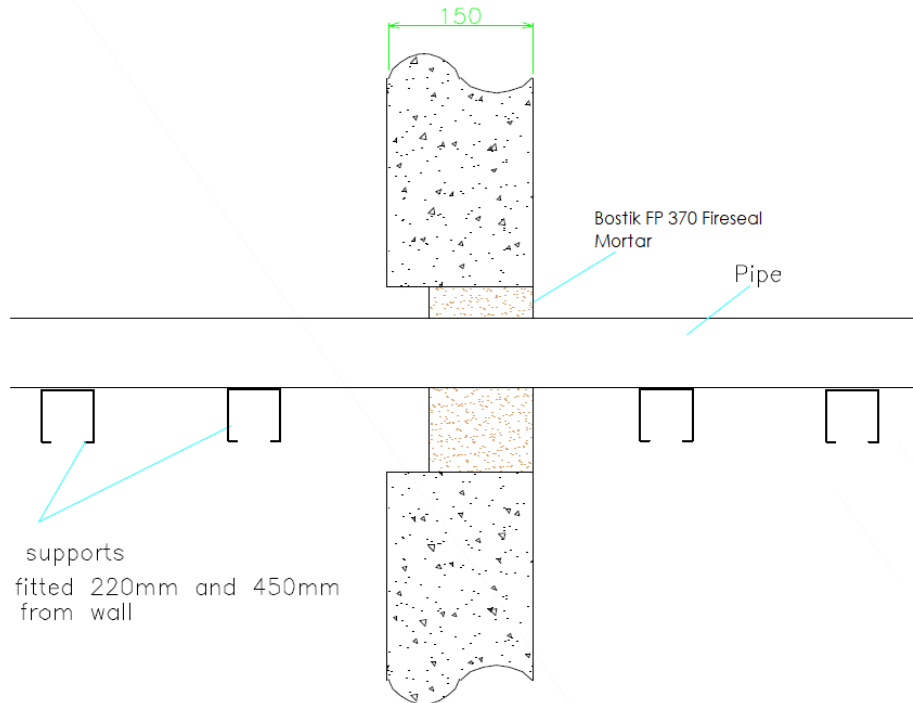 150
Bostik FP 370 Fireseal
Mortar
Pipe
supports
fitted 220mm and 450mm
from wall